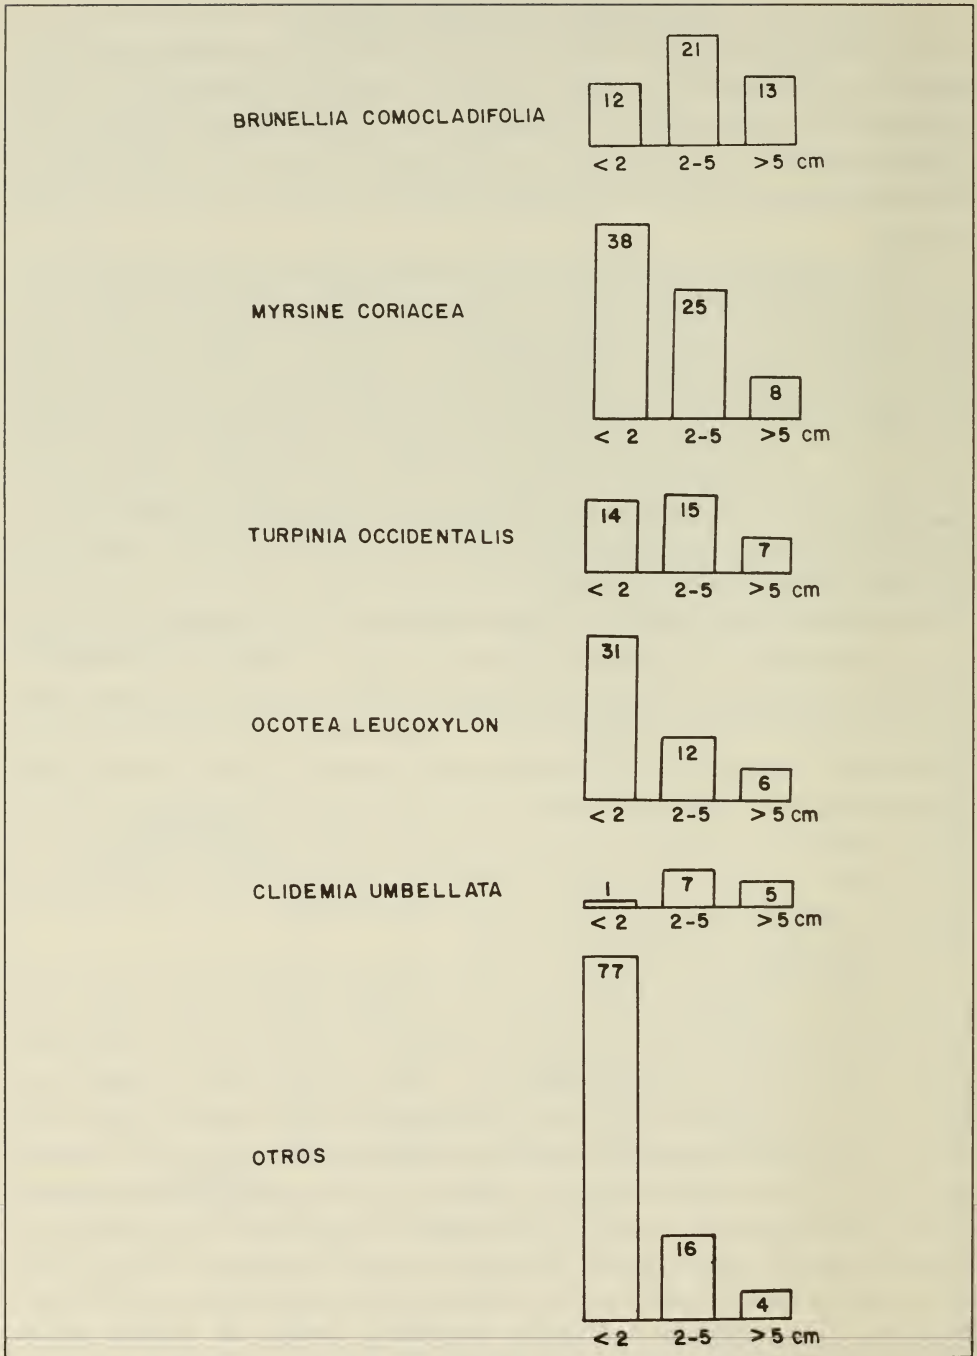 21
12
13
BRUNELLIA COMOCLADIFOLIA
< 2 2-5 >5 cm
38
25
MYRSINE CORIACEA
8
< 2 2-5 >5 cm
14 15
7
TURPINIA OCCIDENTALIS
< 2 2-5 >5 cm
31
12
6
OCOTEA LEUCOXYLON
< 2 2-5 >5 cm
1 7 5
CLIDEMIA UMBELLATA
< 2 2-5 >5 cm
77
OTROS
16
4
< 2 2-5 >5 cm